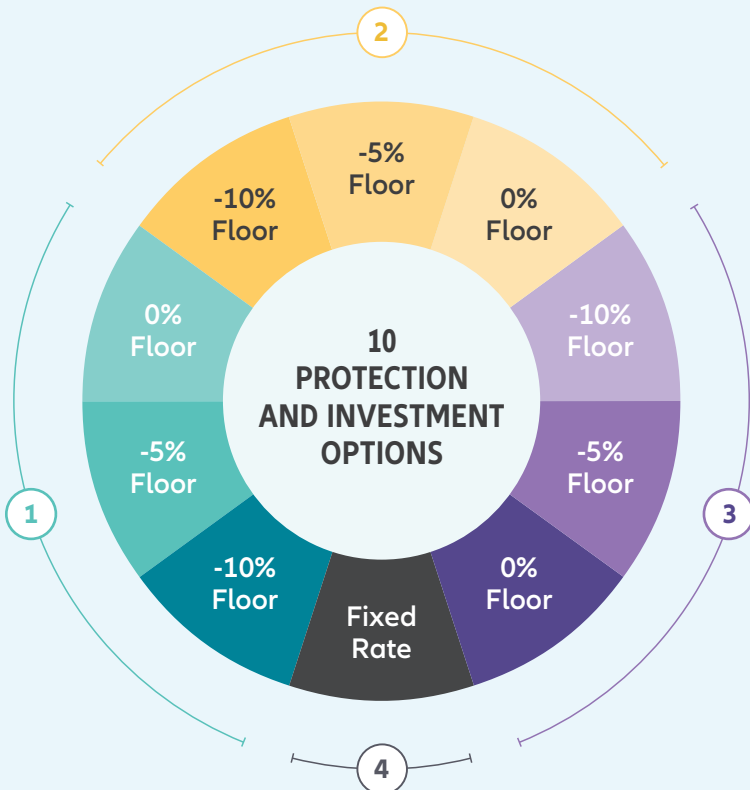 2
-5%
Floor
-10%
Floor
0%
Floor
0%
Floor
-10%
Floor
10
PROTECTION
AND INVESTMENT
OPTIONS
-5%
Floor
-5%
Floor
1
3
-10%
Floor
0%
Floor
Fixed
Rate
4